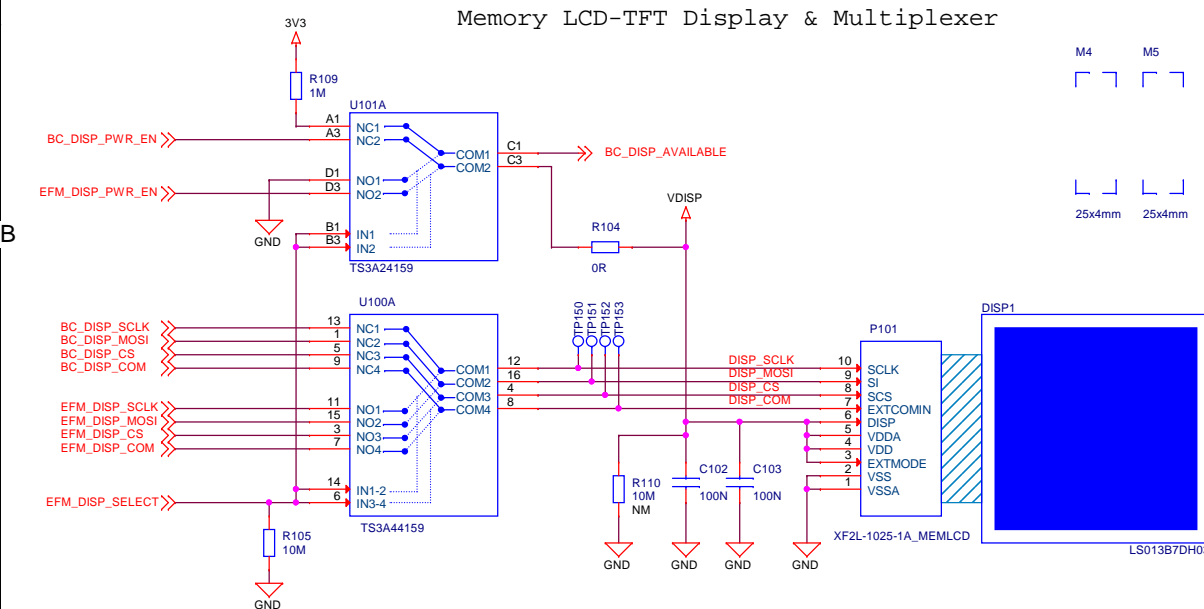 Memory LCD-TFT Display & Multiplexer
3V3
M4 M5
R109
1M
U101A
A1 NC1
BC_DISP_PWR_EN A3 NC2
COM1 C1 BC_DISP_AVAILABLE
COM2 C3
D1 NO1
EFM_DISP_PWR_EN D3 NO2
VDISP
25x4mm 25x4mm
B
GND
B1 IN1
B3 IN2
R104
0R
TS3A24159
U100A
TP150 TP151 TP152 TP153
DISP1
P101
BC_DISP_SCLK 13 NC1
BC_DISP_MOSI 1 NC2
BC_DISP_CS 5 NC3
BC_DISP_COM 9 NC4
COM1 12 DISP_SCLK 10 SCLK
COM2 16 DISP_MOSI 9 SI
COM3 4 DISP_CS 8 SCS
COM4 8 DISP_COM 7 EXTCOMIN
6 DISP
5 VDDA
4 VDD
3 EXTMODE
2 VSS
1 VSSA
EFM_DISP_SCLK 11 NO1
EFM_DISP_MOSI 15 NO2
EFM_DISP_CS 3 NO3
EFM_DISP_COM 7 NO4
14 IN1-2
EFM_DISP_SELECT 6 IN3-4
R110
10M
NM
C102
100N
C103
100N
TS3A44159
R105
10M
XF2L-1025-1A_MEMLCD
GND GND GND GND
GND